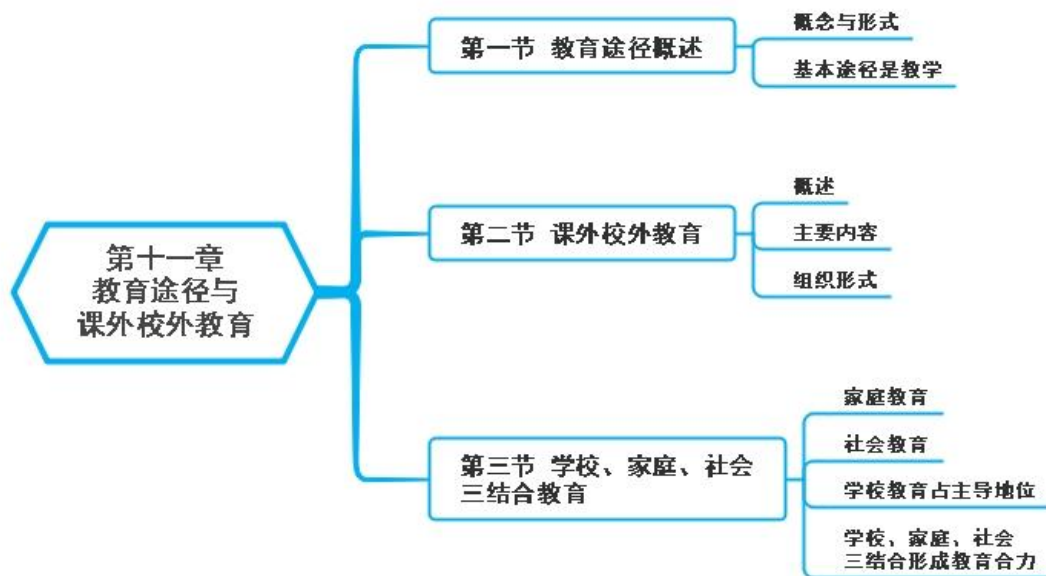 第十一章
教育途径与
课外校外教育
第一节 教育途径概述
概念与形式
基本途径是教学
第二节 课外校外教育
概述
主要内容
组织形式
第三节 学校、家庭、社会
三结合教育
家庭教育
社会教育
学校教育占主导地位
学校、家庭、社会
三结合形成教育合力